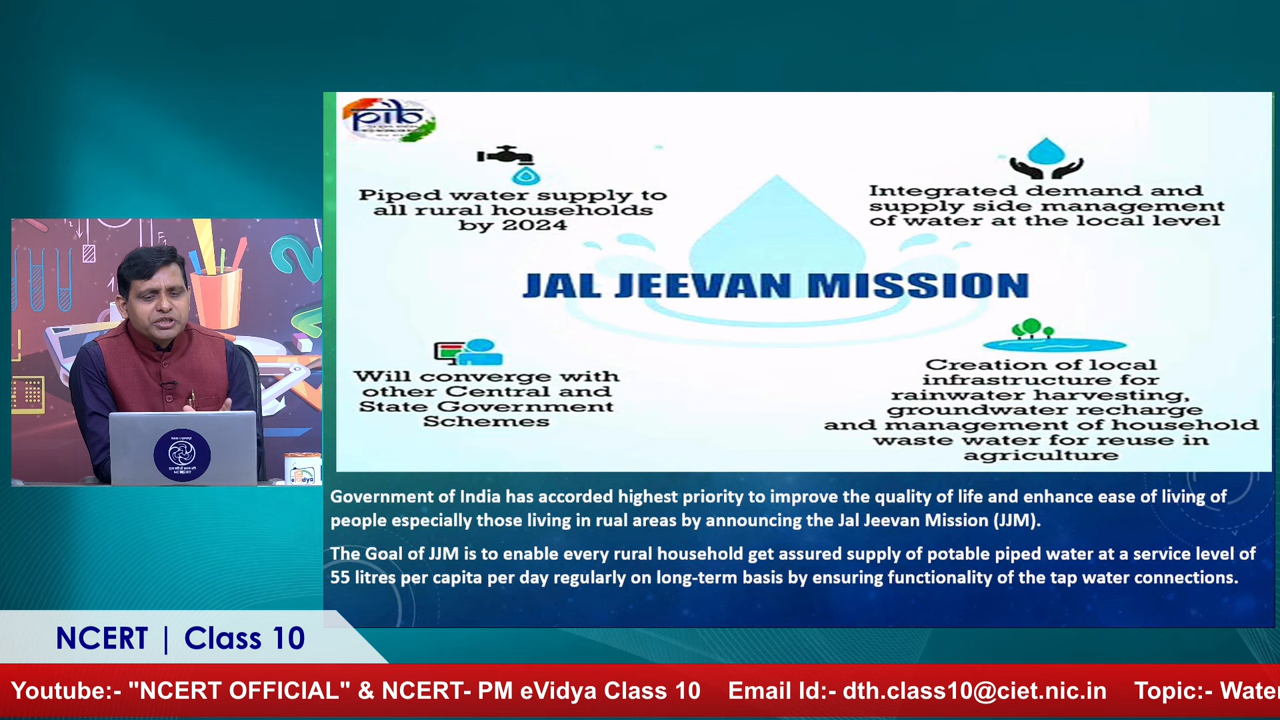 pib
Piped water supply to
all rural households
by 2024
Integrated demand and
supply side management
of water at the local level
JAL JEEVAN MISSION
Will converge with
other Central and
State Government
Schemes
Creation of local
infrastructure for
rainwater harvesting,
groundwater recharge
and management of household
waste water for reuse in
agriculture
Government of India has accorded highest priority to improve the quality of life and enhance ease of living of
people especially those living in rual areas by announcing the Jal Jeevan Mission (JJM).
The Goal of JJM is to enable every rural household get assured supply of potable piped water at a service level of
55 litres per capita per day regularly on long-term basis by ensuring functionality of the tap water connections.
NCERT
eVidya
NCERT | Class 10
Youtube:- "NCERT OFFICIAL" & NCERT- PM eVidya Class 10 Email Id:- dth.class10@ciet.nic.in Topic:- Water